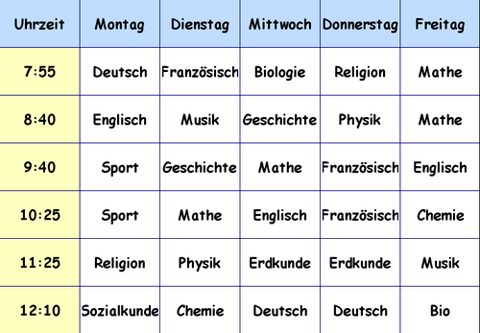 Uhrzeit Montag Dienstag Mittwoch Donnerstag Freitag
7:55 Deutsch Französisch Biologie Religion Mathe
8:40 Englisch Musik Geschichte Physik Mathe
9:40 Sport Geschichte Mathe Französisch Englisch
10:25 Sport Mathe Englisch Französisch Chemie
11:25 Religion Physik Erdkunde Erdkunde Musik
12:10 Sozialkunde Chemie Deutsch Deutsch Bio